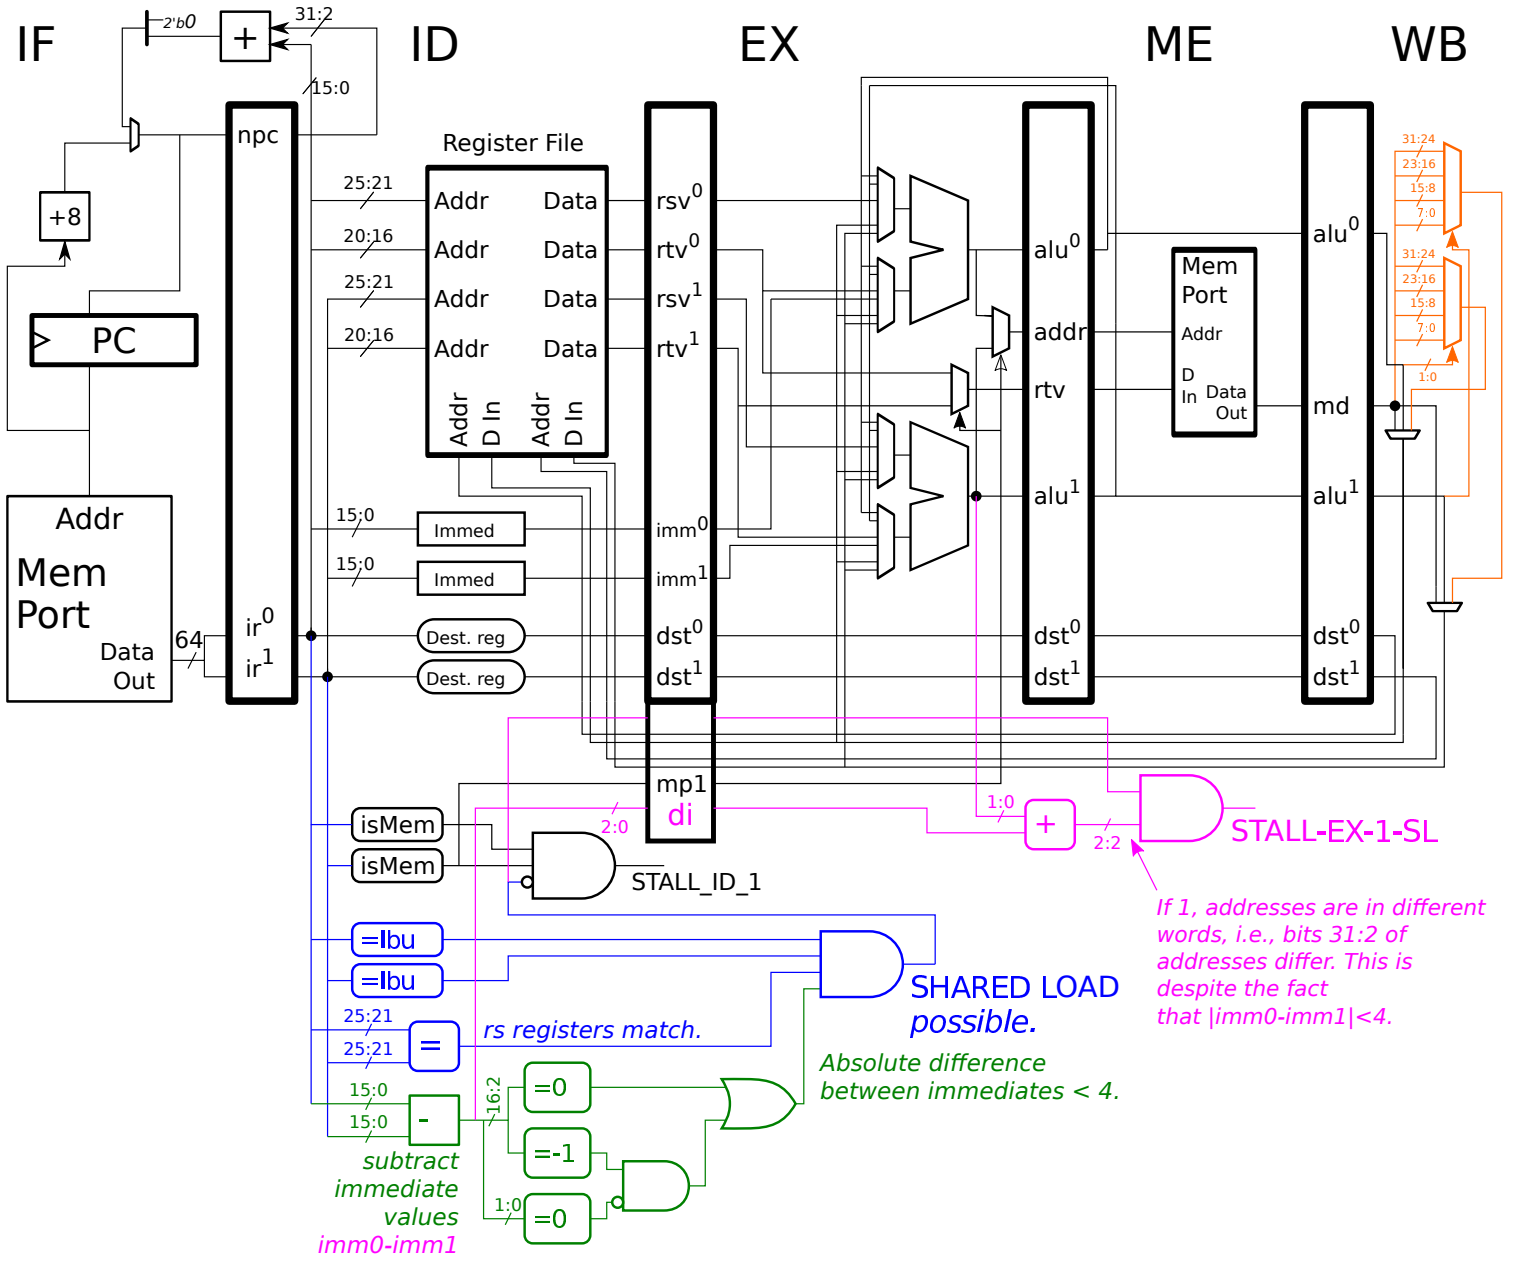 IF
ID
EX
ME
WB
2'b0
+
31:2
15:0
npc
+8
PC
Addr
Mem
Port
Data
Out
64
ir0
ir1
Register File
25:21
Addr
Data
20:16
Addr
Data
25:21
Addr
Data
20:16
Addr
Data
Addr
D In
Addr
D In
15:0
Immed
15:0
Immed
Dest. reg
Dest. reg
rsv0
rtv0
rsv1
rtv1
imm0
imm1
dst0
dst1
mp1
di
alu0
addr
rtv
alu1
dst0
dst1
Mem
Port
Addr
D
In
Data
Out
alu0
md
alu1
dst0
dst1
31:24
23:16
15:8
7:0
31:24
23:16
15:8
7:0
1:0
isMem
isMem
2:0
STALL_ID_1
1:0
+
2:2
STALL-EX-1-SL
If 1, addresses are in different
words, i.e., bits 31:2 of
addresses differ. This is
despite the fact
that |imm0-imm1|<4.
=lbu
=lbu
SHARED LOAD
possible.
25:21
25:21
=
rs registers match.
Absolute difference
between immediates < 4.
15:0
15:0
-
16:2
=0
=-1
1:0
=0
subtract
immediate
values
imm0-imm1